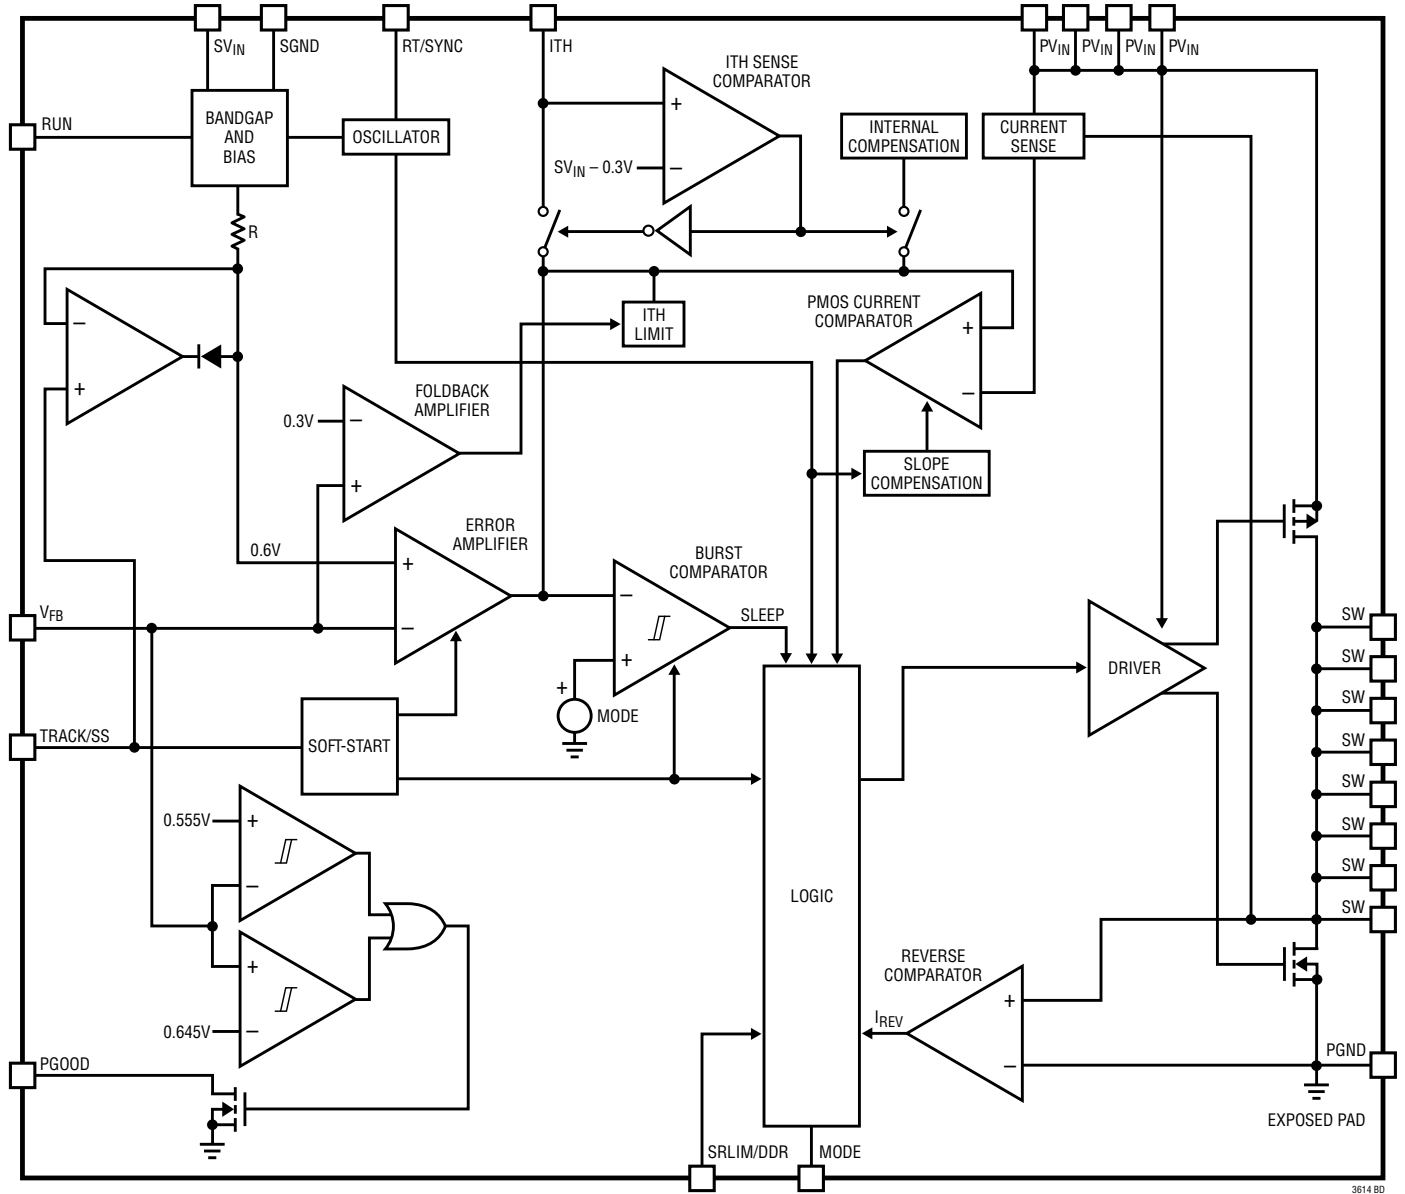 SVIN
SGND
RT/SYNC
ITH
PVIN
PVIN
PVIN
PVIN
ITH SENSE
COMPARATOR
RUN
BANDGAP
AND
BIAS
OSCILLATOR
+
INTERNAL
COMPENSATION
CURRENT
SENSE
SVIN – 0.3V
–
R
PMOS CURRENT
COMPARATOR
ITH
LIMIT
–
+
+
–
FOLDBACK
AMPLIFIER
0.3V
–
+
SLOPE
COMPENSATION
ERROR
AMPLIFIER
0.6V
+
–
BURST
COMPARATOR
–
+
SLEEP
VFB
SW
SW
SW
SW
SW
SW
SW
SW
DRIVER
+
MODE
TRACK/SS
SOFT-START
0.555V
+
–
LOGIC
+
0.645V
–
REVERSE
COMPARATOR
+
–
IREV
PGOOD
PGND
EXPOSED PAD
SRLIM/DDR
MODE
3614 BD